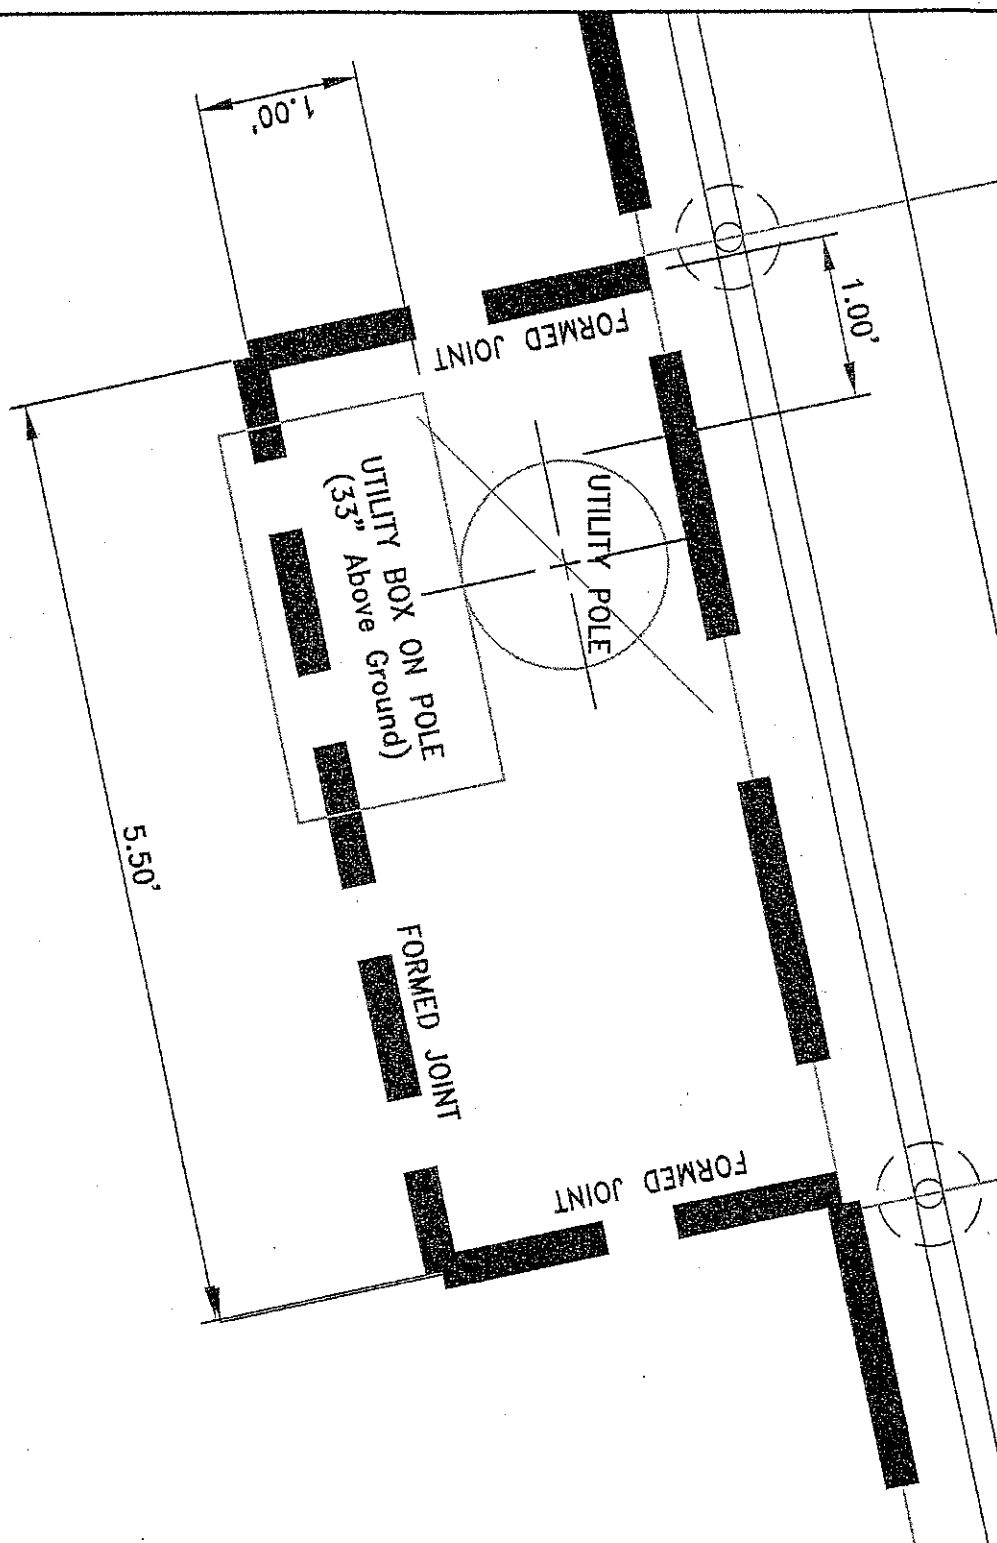 1.00'
1.00'
FORMED JOINT
UTILITY POLE
UTILITY BOX ON POLE
(33" Above Ground)
5.50'
FORMED JOINT
FORMED JOINT